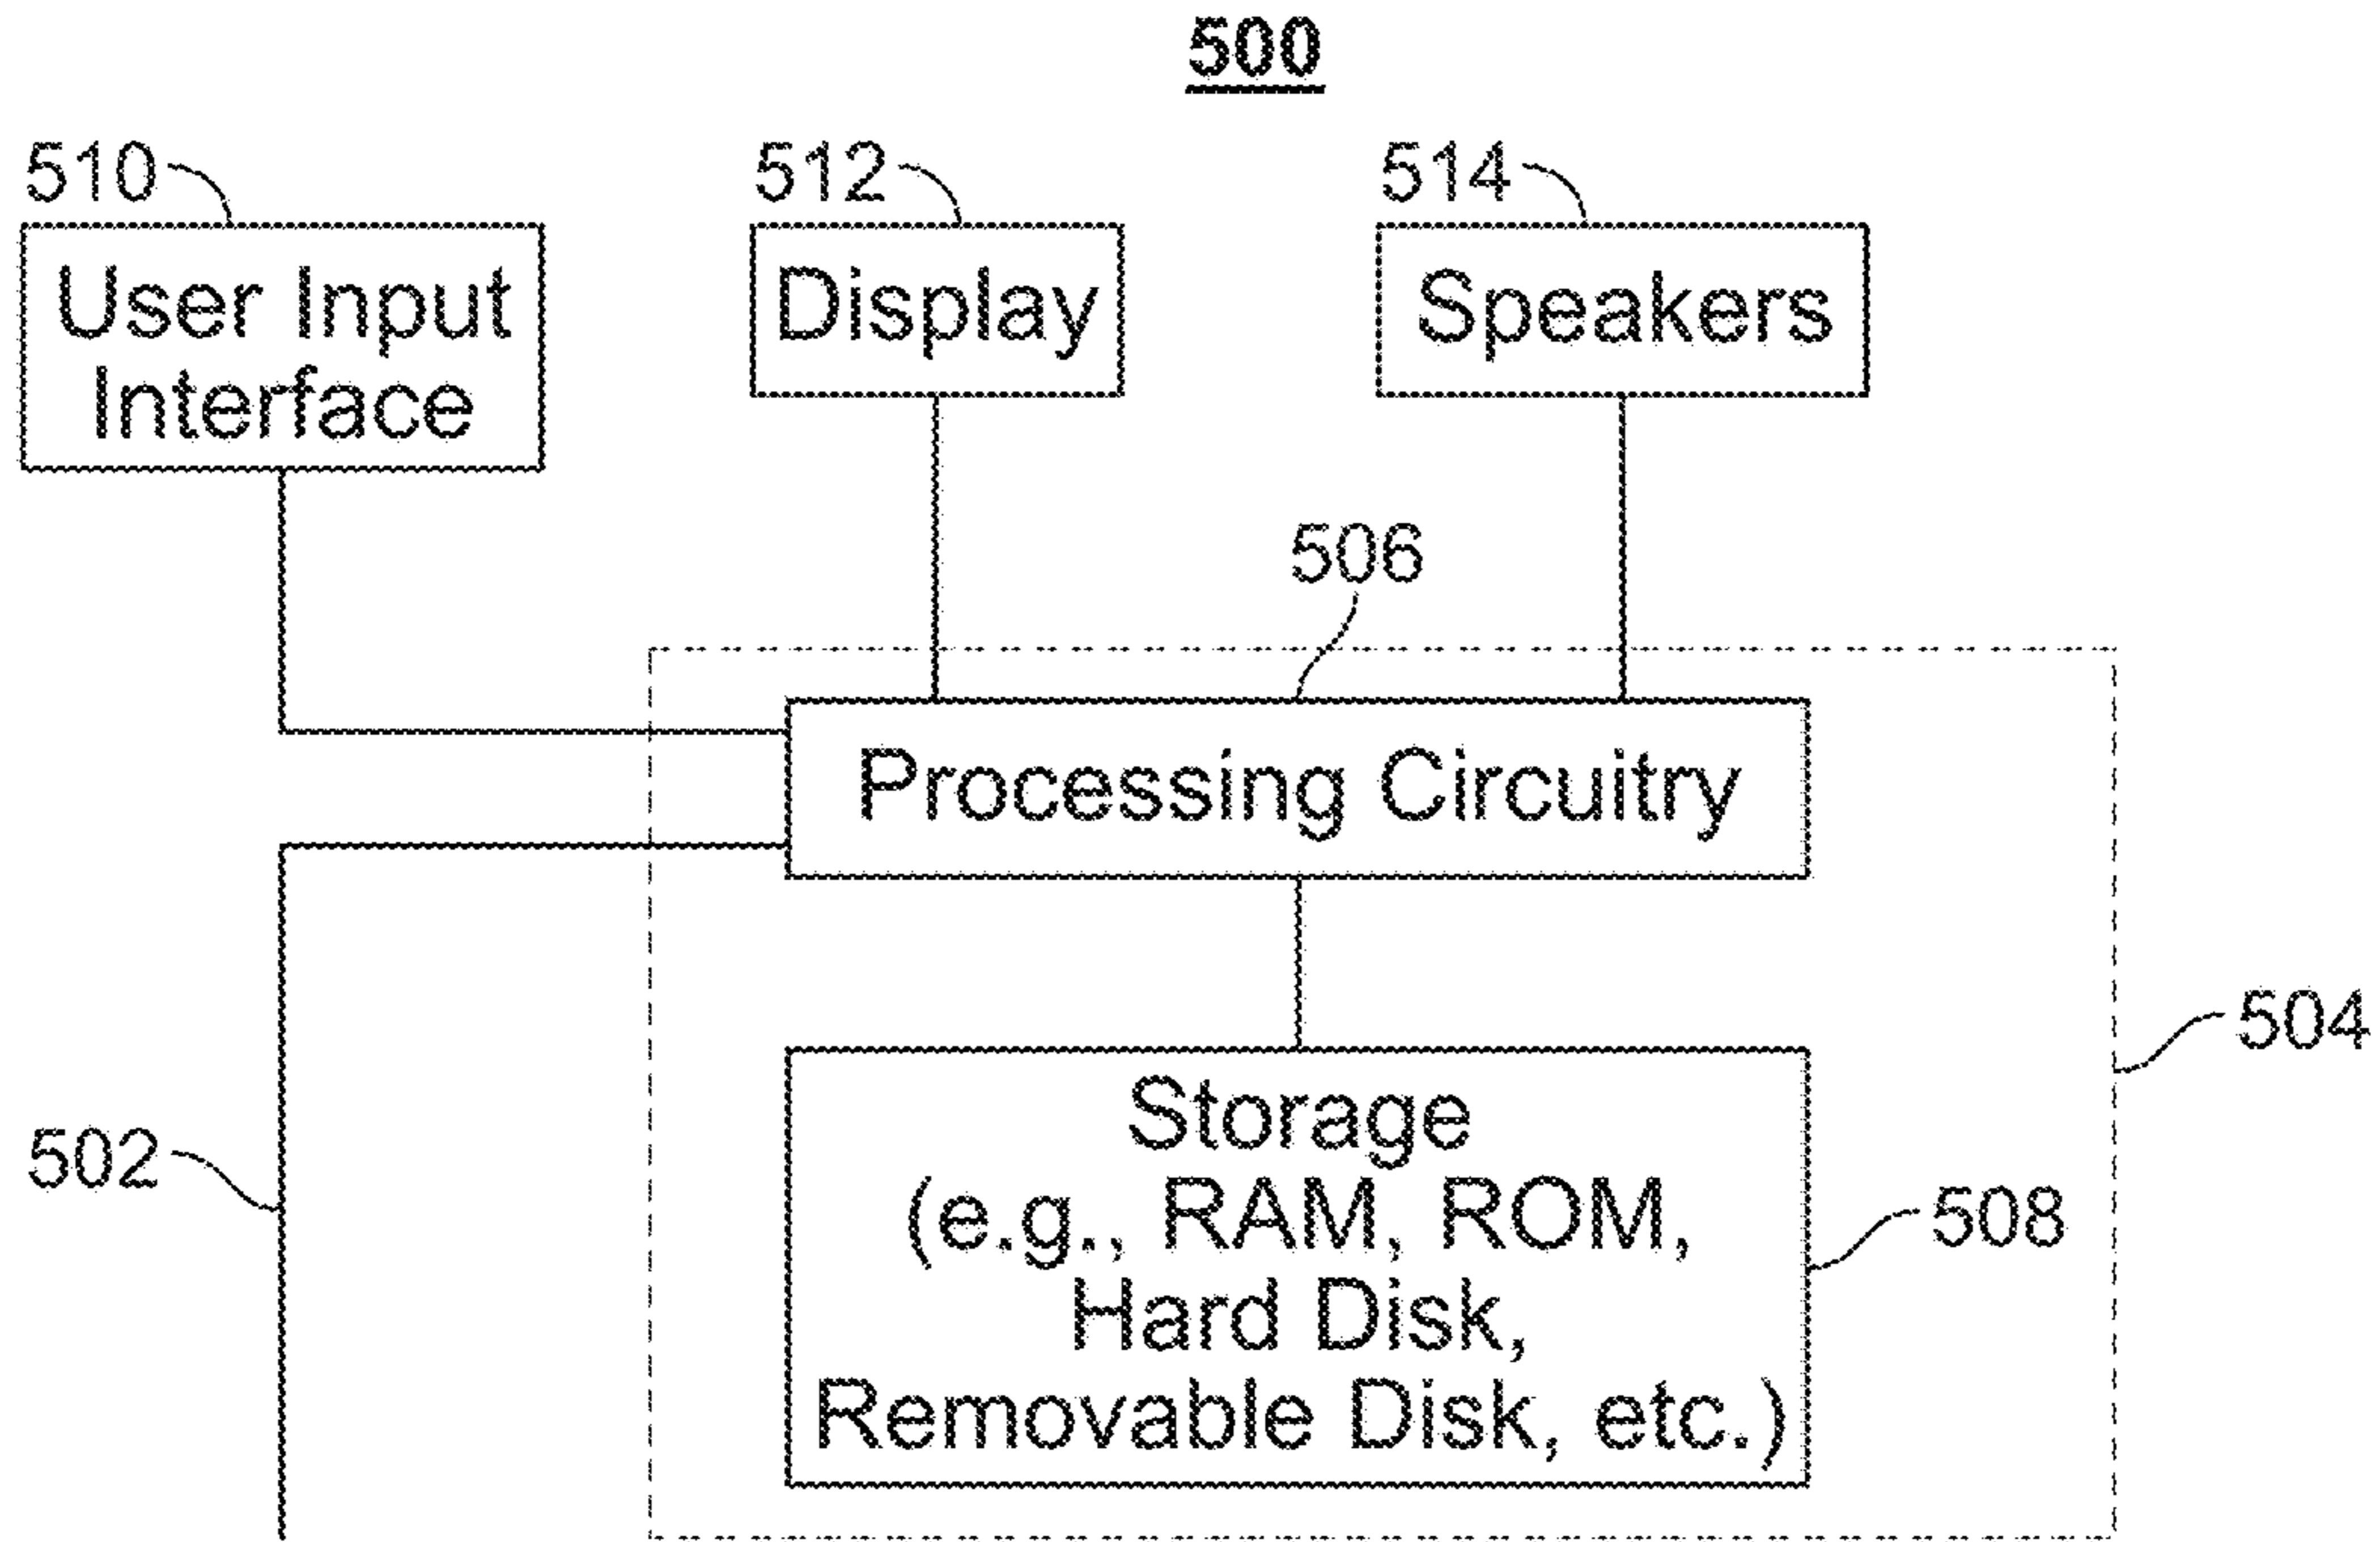 500
510
512
514
User Input
Interface
Display
Speakers
506
Processing Circuitry
504
502
Storage
(e.g., RAM, ROM,
Hard Disk,
Removable Disk, etc.)
508